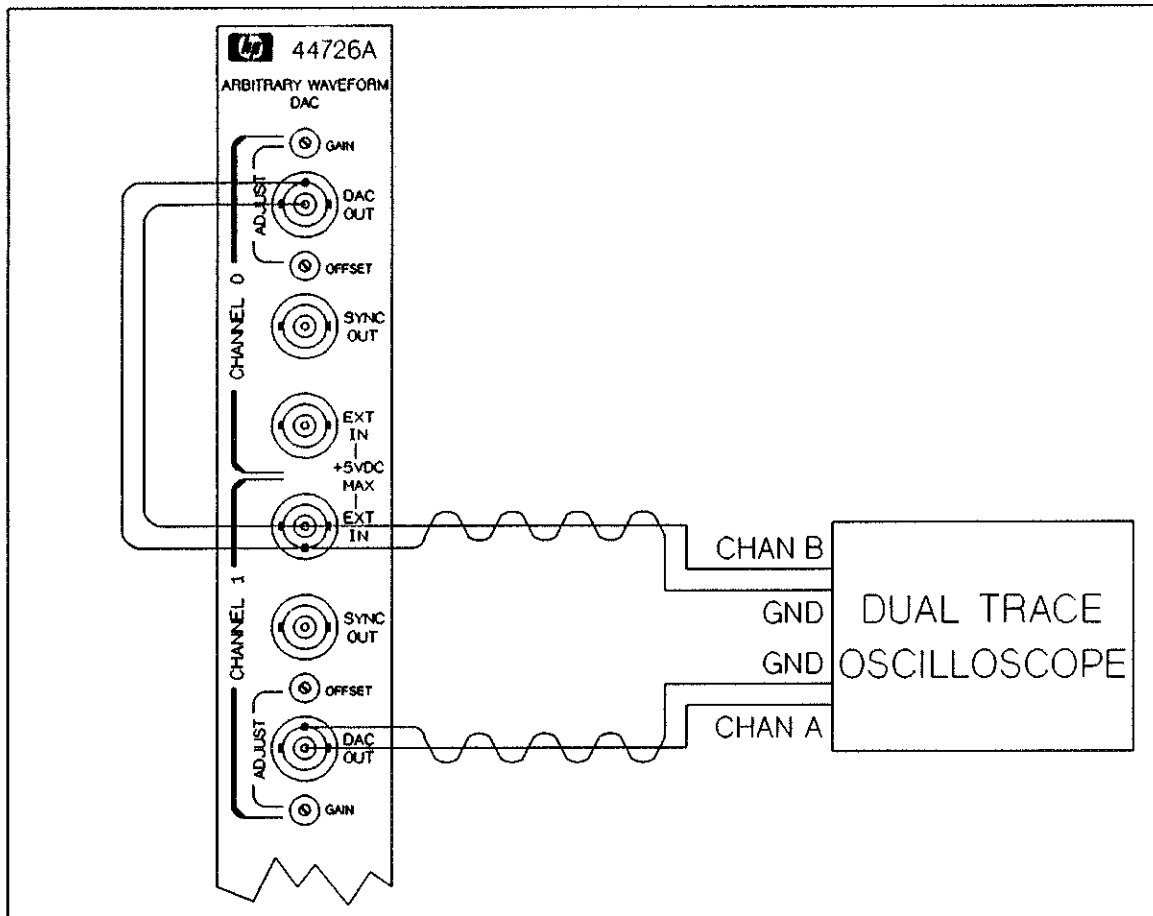 hp 44726A
ARBITRARY WAVEFORM
DAC
GAIN
ADJUST
DAC
OUT
OFFSET
CHANNEL 0
SYNC
OUT
EXT
IN
+5VDC
MAX
EXT
IN
CHANNEL 1
SYNC
OUT
OFFSET
ADJUST
DAC
OUT
GAIN
CHAN B
GND
GND
CHAN A
DUAL TRACE
OSCILLOSCOPE